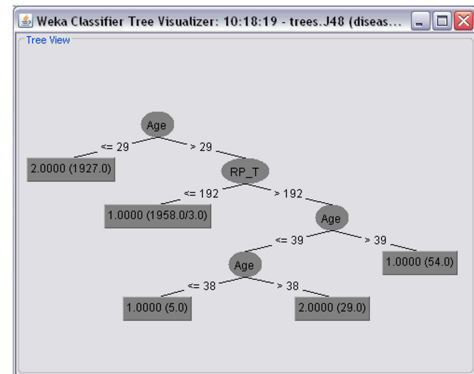 Weka Classifier Tree Visualizer: 10:18:19 - trees.J48 (diseas...
Tree View
Age
<= 29 > 29
2.0000 (1927.0) RP_T
<= 192 > 192
1.0000 (1958.0/3.0) Age
<= 39 > 39
Age 1.0000 (54.0)
<= 38 > 38
1.0000 (5.0) 2.0000 (29.0)